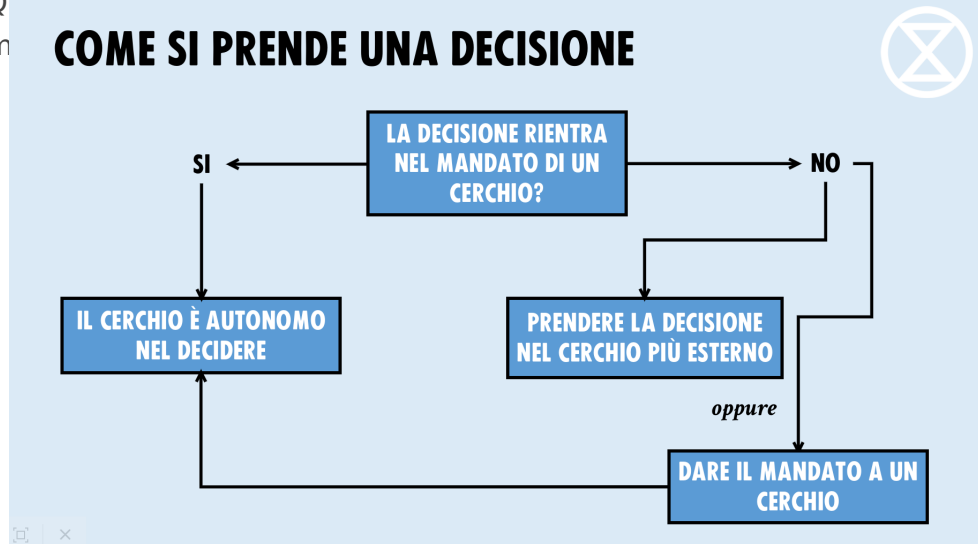 COME SI PRENDE UNA DECISIONE
LA DECISIONE RIENTRA
NEL MANDATO DI UN
CERCHIO?
SI
NO
IL CERCHIO È AUTONOMO
NEL DECIDERE
PRENDERE LA DECISIONE
NEL CERCHIO PIÙ ESTERNO
oppure
DARE IL MANDATO A UN
CERCHIO